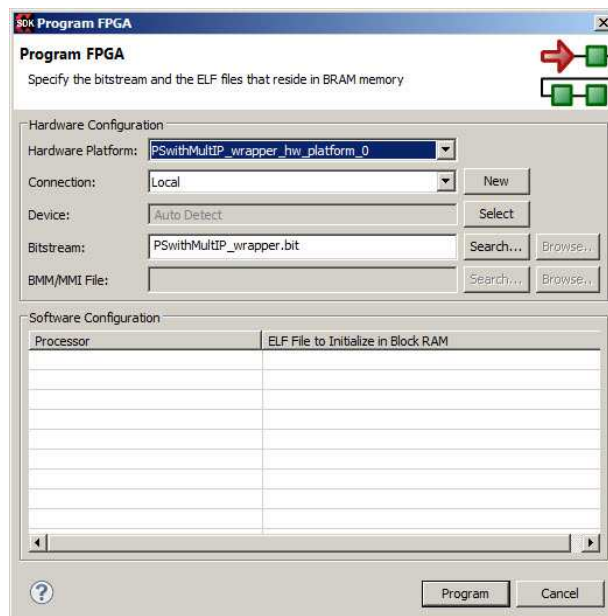 SDK Program FPGA
Program FPGA
Specify the bitstream and the ELF files that reside in BRAM memory
Hardware Configuration
Hardware Platform: PSwithMultIP_wrapper_hw_platform_0
Connection: Local New
Device: Auto Detect Select
Bitstream: PSwithMultIP_wrapper.bit Search... Browse..
BMM/MMI File: Search... Browse..
Software Configuration
Processor ELF File to Initialize in Block RAM
? Program Cancel